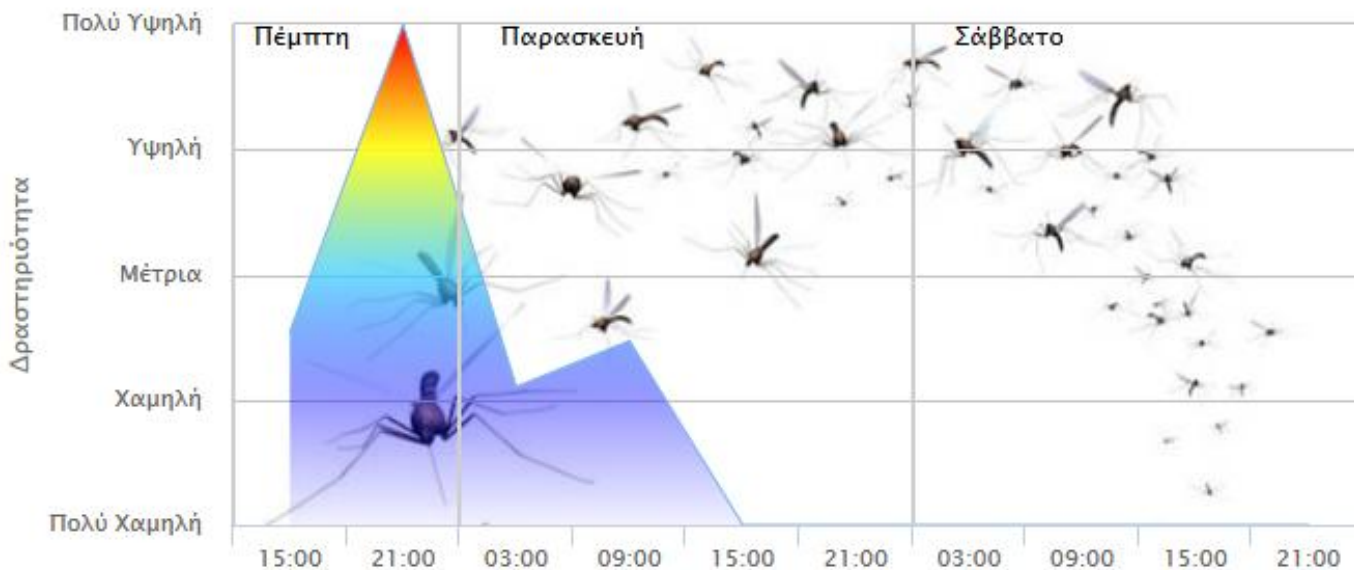 Πολύ Υψηλή
Πέμπτη Παρασκευή Σάββατο
Υψηλή
Δραστηριότητα
Μέτρια
Χαμηλή
Πολύ Χαμηλή
15:00 21:00 03:00 09:00 15:00 21:00 03:00 09:00 15:00 21:00